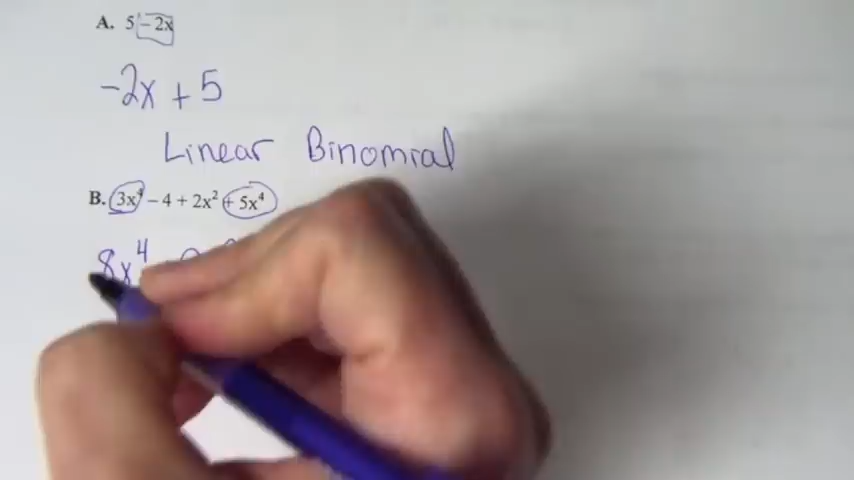 A. 5 - 2x
-2x + 5
Linear Binomial
B. 3x⁴ - 4 + 2x² + 5x⁴
8x⁴